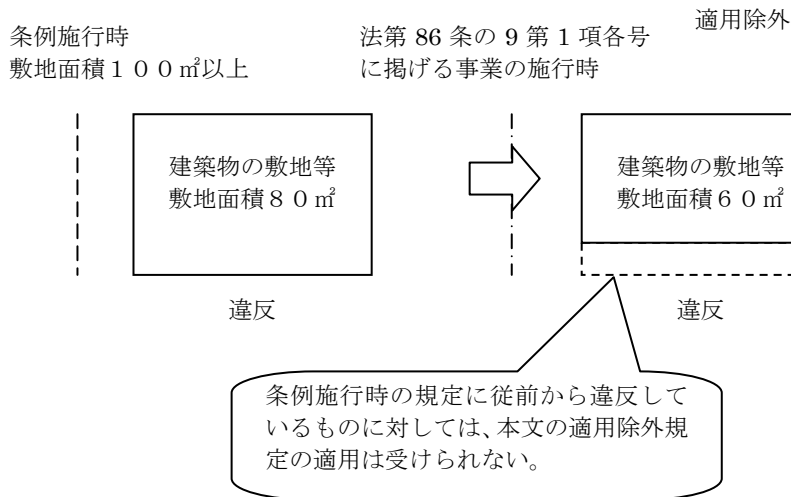 適用除外
条例施行時
敷地面積１００㎡以上
法第 86 条の 9 第 1 項各号
に掲げる事業の施行時
建築物の敷地等
敷地面積８０㎡
建築物の敷地等
敷地面積６０㎡
違反
違反
条例施行時の規定に従前から違反して
いるものに対しては、本文の適用除外規
定の適用は受けられない。